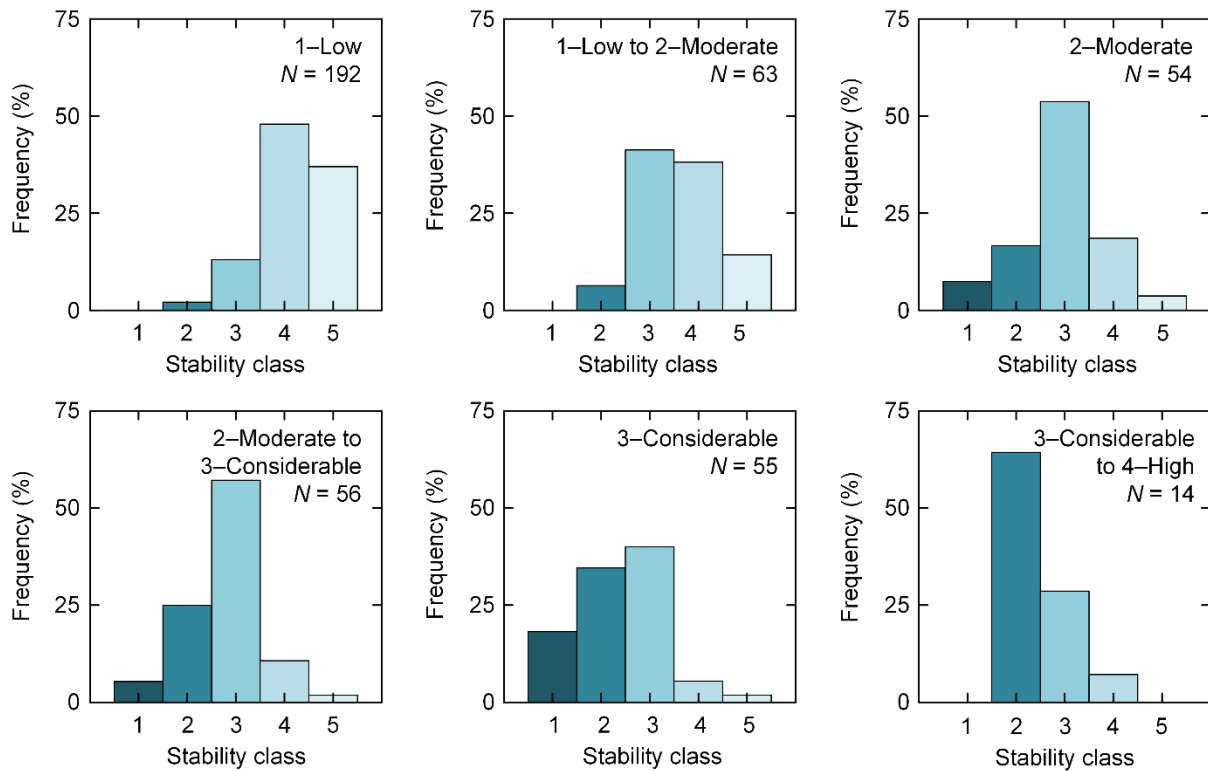 75
50
25
0
Frequency (%)
1–Low
N = 192
1 2 3 4 5
Stability class
75
50
25
0
Frequency (%)
1–Low to 2–Moderate
N = 63
1 2 3 4 5
Stability class
75
50
25
0
Frequency (%)
2–Moderate
N = 54
1 2 3 4 5
Stability class
75
50
25
0
Frequency (%)
2–Moderate to
3–Considerable
N = 56
1 2 3 4 5
Stability class
75
50
25
0
Frequency (%)
3–Considerable
N = 55
1 2 3 4 5
Stability class
75
50
25
0
Frequency (%)
3–Considerable
to 4–High
N = 14
1 2 3 4 5
Stability class